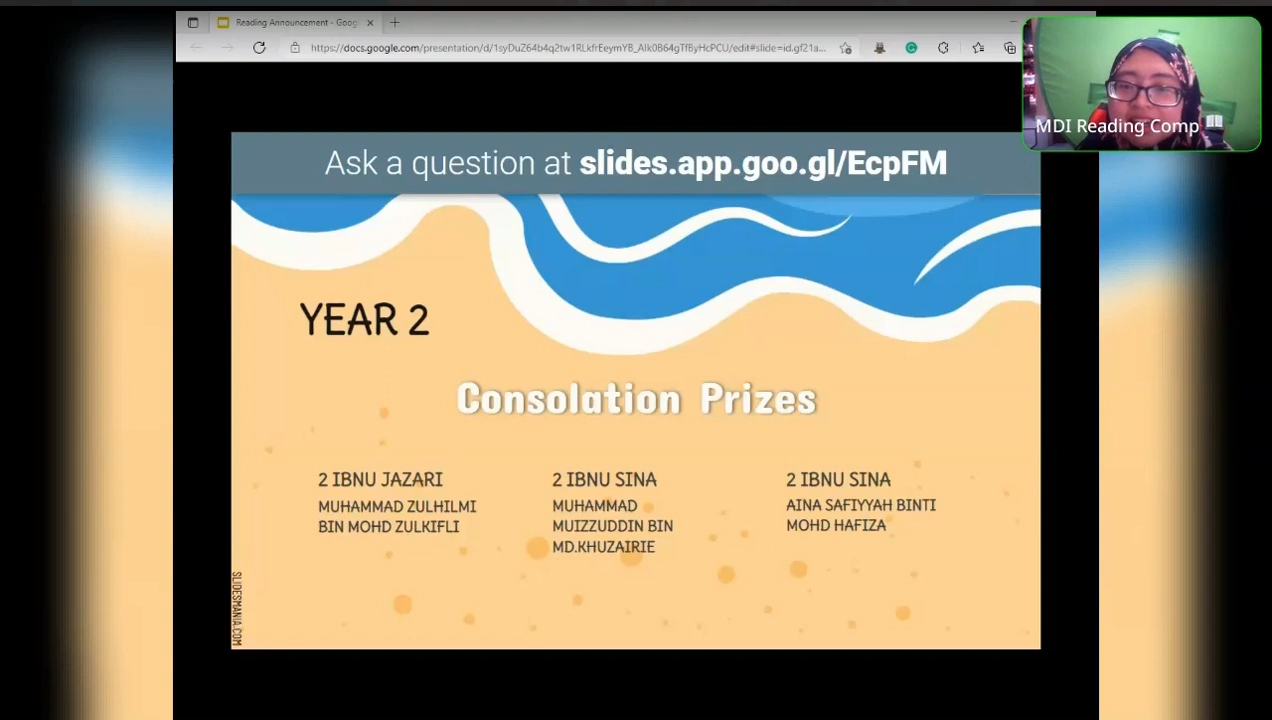 Reading Announcement - Goog
https://docs.google.com/presentation/d/1syDuZ64b4q2tw1RLkfrEeymYB_Alk0B64gTfByHcPCU/edit#slide=id.gf21a...
MDI Reading Comp
Ask a question at slides.app.goo.gl/EcpFM
YEAR 2
Consolation Prizes
2 IBNU JAZARI
MUHAMMAD ZULHILMI
BIN MOHD ZULKIFLI
2 IBNU SINA
MUHAMMAD
MUIZZUDDIN BIN
MD.KHUZAIRIE
2 IBNU SINA
AINA SAFIYYAH BINTI
MOHD HAFIZA
SLIDESMANIA.COM